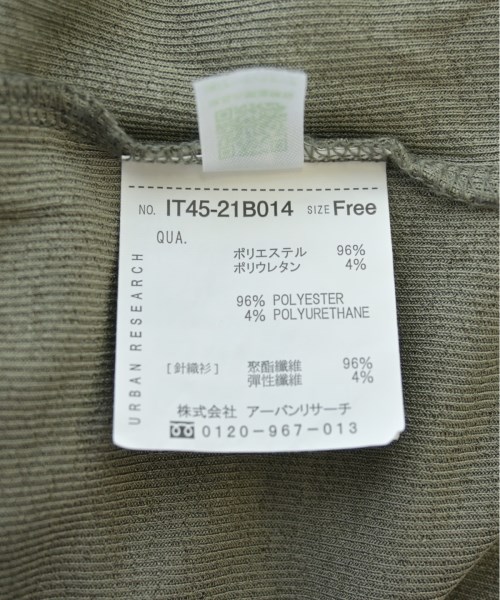 NO. IT45-21B014 SIZE Free
QUA.
ポリエステル 96%
ポリウレタン 4%
96% POLYESTER
4% POLYURETHANE
[針織衫] 聚酯纖維 96%
彈性纖維 4%
株式会社 アーバンリサーチ
0120-967-013
URBAN RESEARCH